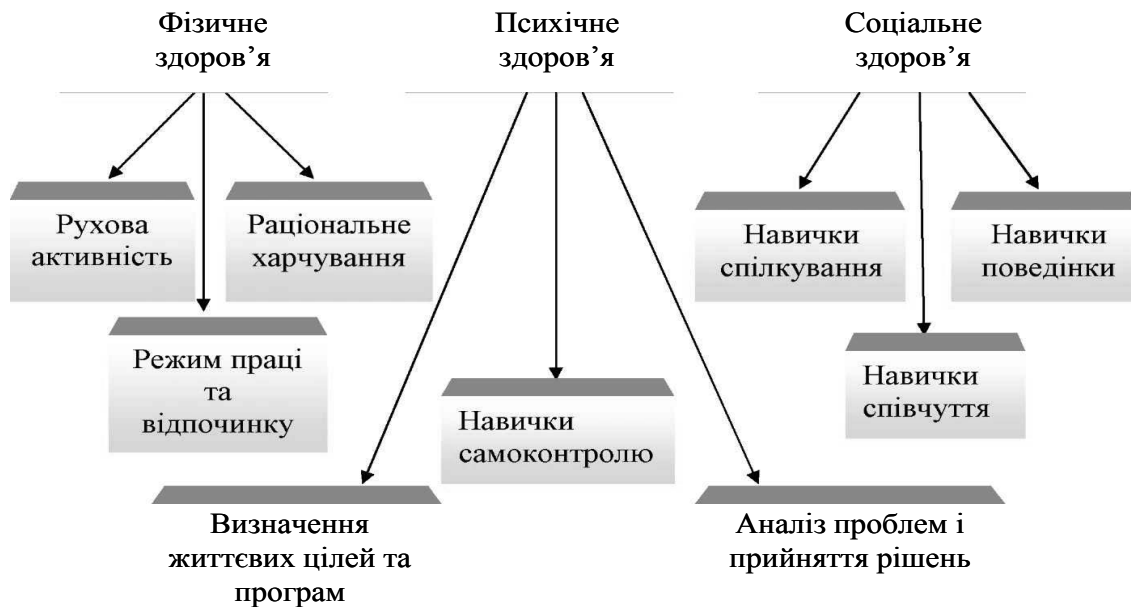 Фізичне
здоров’я
Психічне
здоров’я
Соціальне
здоров’я
Рухова
активність
Раціональне
харчування
Навички
спілкування
Навички
поведінки
Режим праці
та
відпочинку
Навички
самоконтролю
Навички
співчуття
Визначення
життєвих цілей та
програм
Аналіз проблем і
прийняття рішень